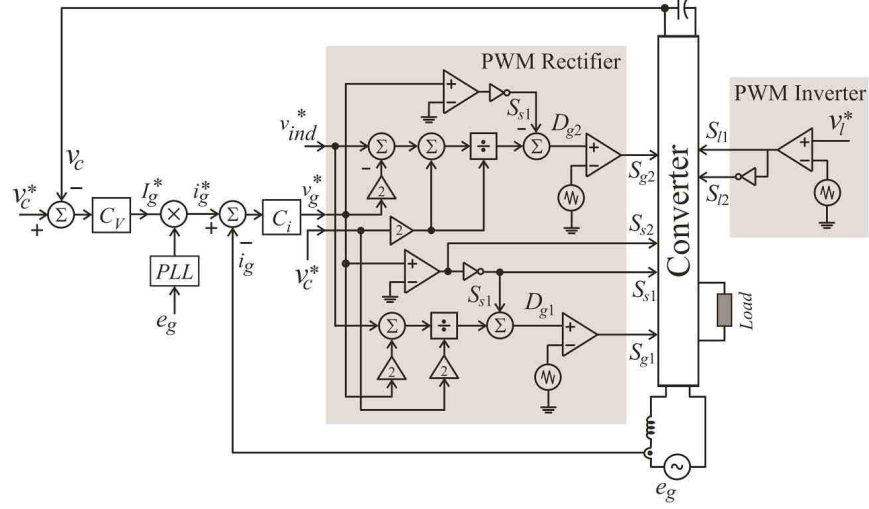 PWM Rectifier
PWM Inverter
v_ind^*
S_s1
D_g2
S_l1
v_l^*
v_c
−
Σ
Σ
÷
−
Σ
S_g2
S_l2
−
2
v_c^*
+
Σ
−
C_V
I_g^*
×
i_g^*
+
Σ
−
C_i
v_g^*
2
S_s2
Converter
i_g
v_c^*
PLL
S_s1
S_s1
e_g
D_g1
Load
Σ
÷
Σ
S_g1
2
2
e_g